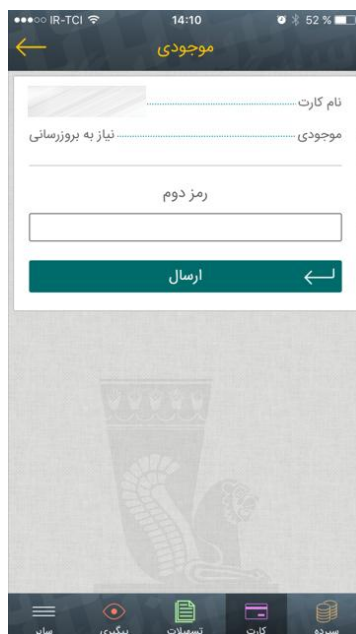 IR-TCI 14:10 52 %
موجودی
نام کارت
موجودی نیاز به بروزرسانی
رمز دوم
ارسال
سپرده کارت تسهیلات پیگیری سایر